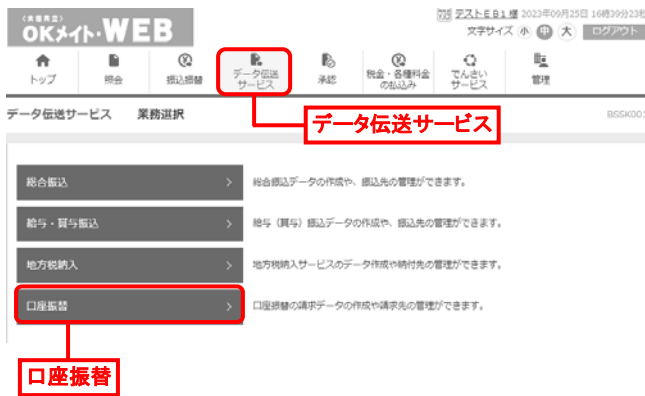 OKメイト・WEB
テストＥＢ１様 2023年09月25日 16時39分23秒
文字サイズ 小 中 大 ログアウト
トップ
照会
振込振替
データ伝送
サービス
承認
税金・各種料金
の払込み
でんさい
サービス
管理
データ伝送サービス 業務選択
BSSK001
データ伝送サービス
総合振込 >
総合振込データの作成や、振込先の管理ができます。
給与・賞与振込 >
給与（賞与）振込データの作成や、振込先の管理ができます。
地方税納入 >
地方税納入サービスのデータ作成や納付先の管理ができます。
口座振替 >
口座振替の請求データの作成や請求先の管理ができます。
口座振替